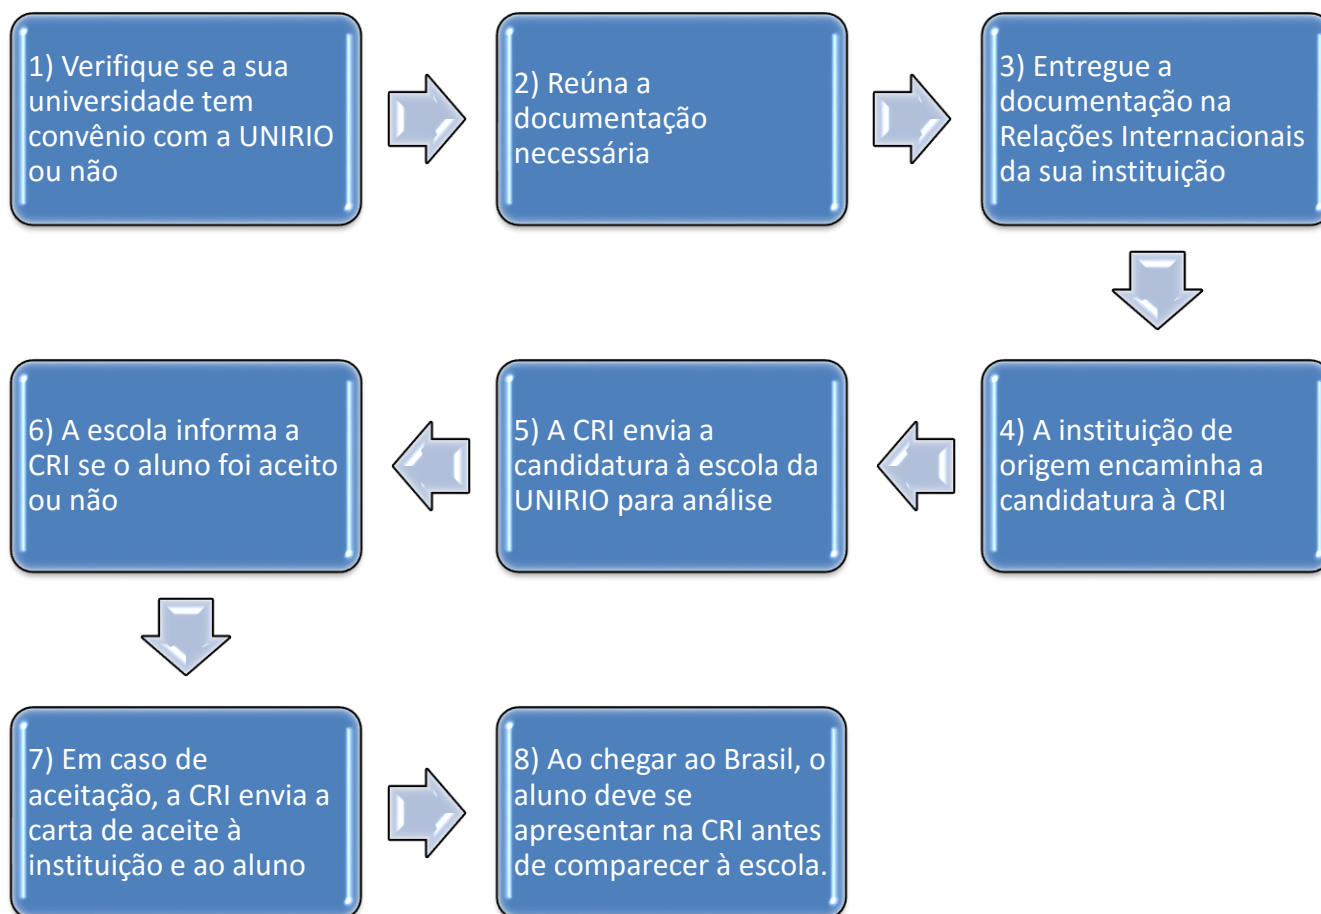 1) Verifique se a sua
universidade tem
convênio com a UNIRIO
ou não
2) Reúna a
documentação
necessária
3) Entregue a
documentação na
Relações Internacionais
da sua instituição
4) A instituição de
origem encaminha a
candidatura à CRI
5) A CRI envia a
candidatura à escola da
UNIRIO para análise
6) A escola informa a
CRI se o aluno foi aceito
ou não
7) Em caso de
aceitação, a CRI envia a
carta de aceite à
instituição e ao aluno
8) Ao chegar ao Brasil, o
aluno deve se
apresentar na CRI antes
de comparecer à escola.